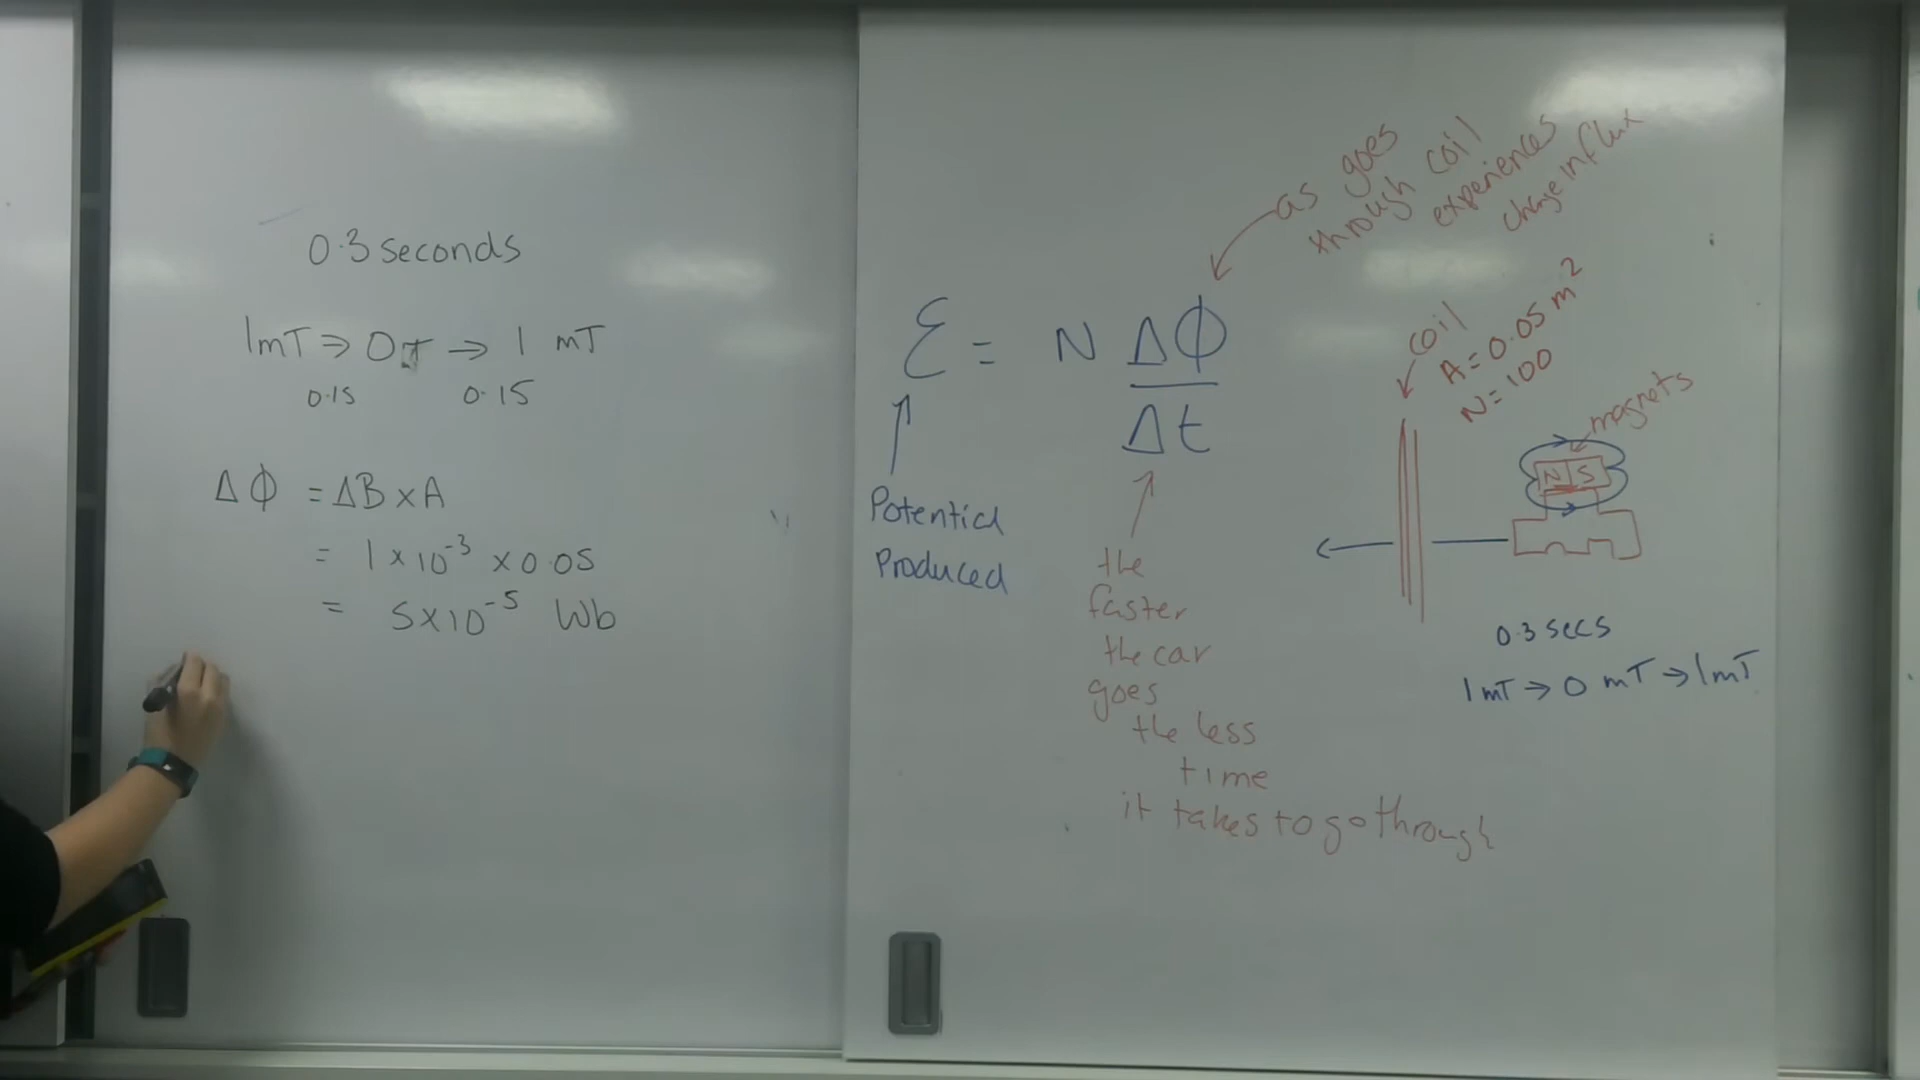 0.3 seconds
1mT → 0T → 1 mT
0.15 0.15
ΔΦ = ΔB × A
= 1 × 10⁻³ × 0.05
= 5 × 10⁻⁵ Wb
as goes
through coil
experiences
change in flux
ε = N ΔΦ
Δt
Potential
Produced
the
faster
the car
goes
the less
time
it takes to go through
coil
A = 0.05 m²
N = 100
magnets
N S
0.3 secs
1 mT → 0 mT → 1mT